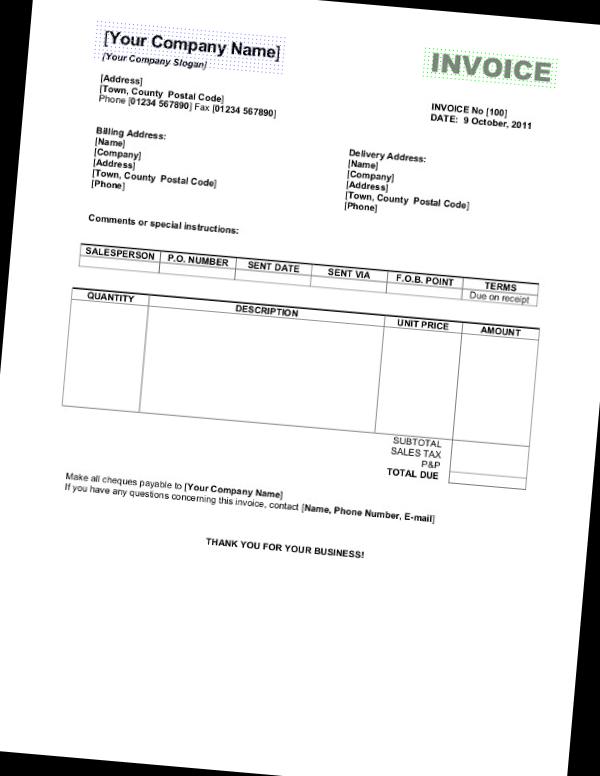 [Your Company Name]
[Your Company Slogan]
INVOICE
[Address]
[Town, County  Postal Code]
Phone [01234 567890] Fax [01234 567890]
INVOICE No [100]
DATE:  9 October, 2011
Billing Address:
[Name]
[Company]
[Address]
[Town, County  Postal Code]
[Phone]
Delivery Address:
[Name]
[Company]
[Address]
[Town, County  Postal Code]
[Phone]
Comments or special instructions:
SALESPERSON P.O. NUMBER SENT DATE SENT VIA F.O.B. POINT TERMS
Due on receipt
QUANTITY DESCRIPTION UNIT PRICE AMOUNT
SUBTOTAL
SALES TAX
P&P
TOTAL DUE
Make all cheques payable to [Your Company Name]
If you have any questions concerning this invoice, contact [Name, Phone Number, E-mail]
THANK YOU FOR YOUR BUSINESS!